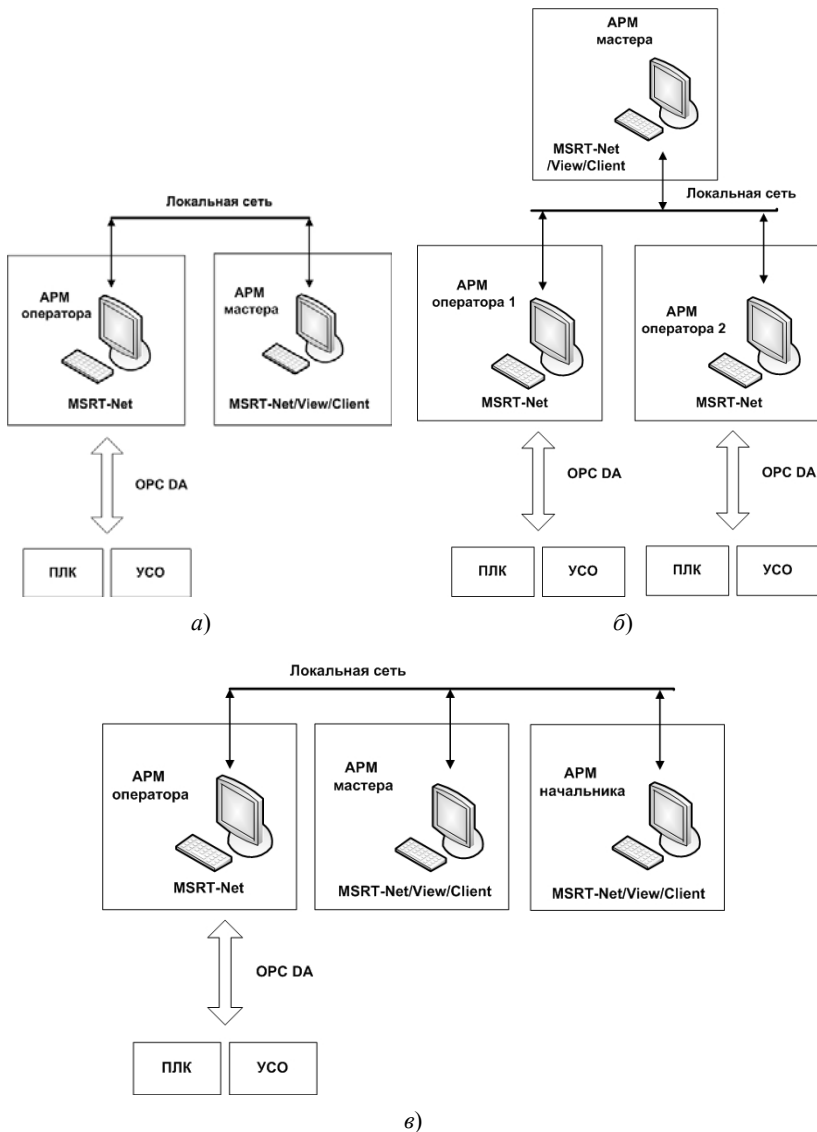 Локальная сеть
АРМ
оператора
MSRT-Net
АРМ
мастера
MSRT-Net/View/Client
OPC DA
ПЛК
УСО
а)
АРМ
мастера
MSRT-Net
/View/Client
Локальная сеть
АРМ
оператора 1
MSRT-Net
АРМ
оператора 2
MSRT-Net
OPC DA
OPC DA
ПЛК
УСО
ПЛК
УСО
б)
Локальная сеть
АРМ
оператора
MSRT-Net
АРМ
мастера
MSRT-Net/View/Client
АРМ
начальника
MSRT-Net/View/Client
OPC DA
ПЛК
УСО
в)